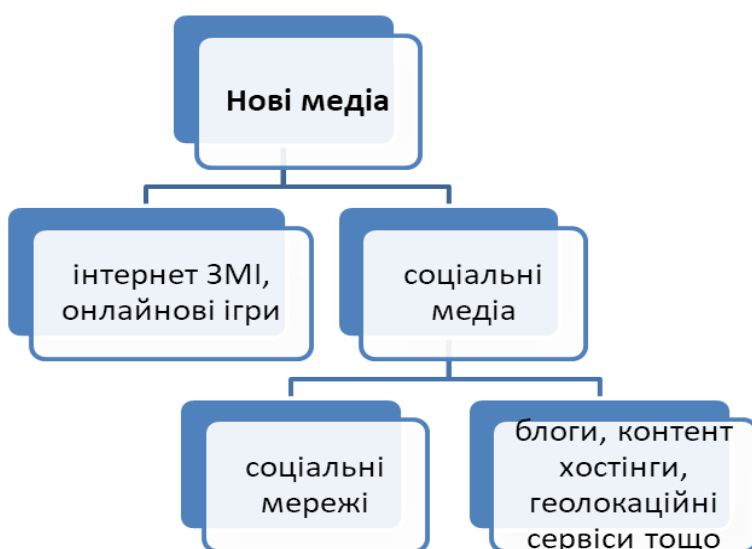 Нові медіа
інтернет ЗМІ,
онлайнові ігри
соціальні
медіа
соціальні
мережі
блоги, контент
хостінги,
геолокаційні
сервіси тощо